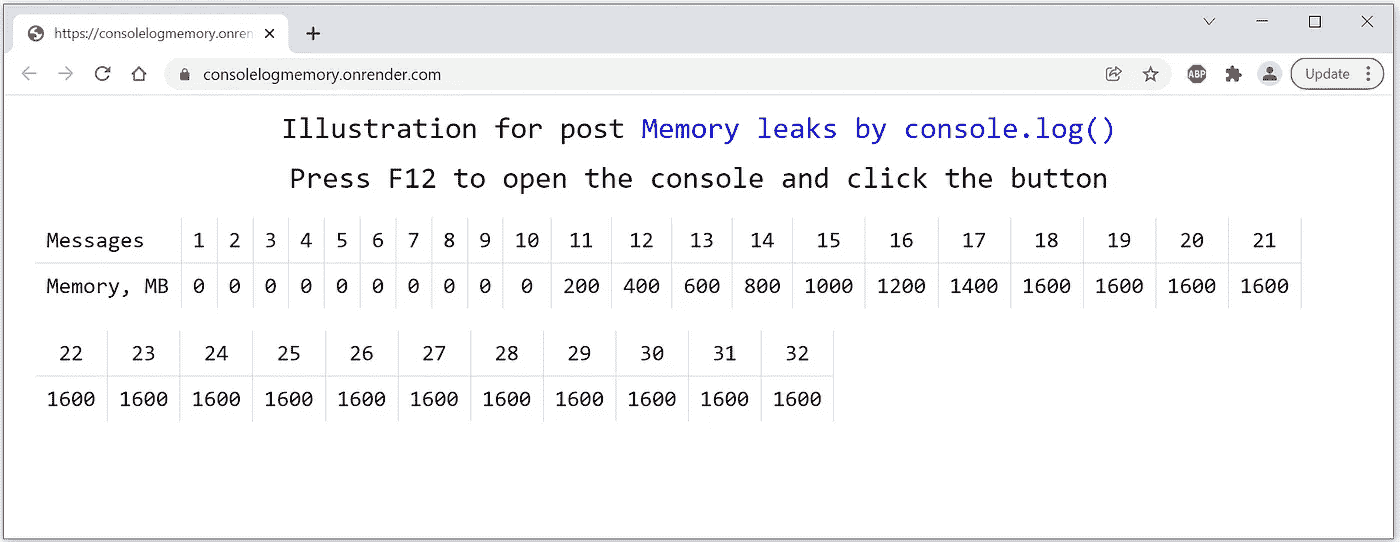 https://consolelogmemory.onren
consolelogmemory.onrender.com
ABP
Update
Illustration for post Memory leaks by console.log()
Press F12 to open the console and click the button
Messages 1 2 3 4 5 6 7 8 9 10 11 12 13 14 15 16 17 18 19 20 21
Memory, MB 0 0 0 0 0 0 0 0 0 0 200 400 600 800 1000 1200 1400 1600 1600 1600 1600
22 23 24 25 26 27 28 29 30 31 32
1600 1600 1600 1600 1600 1600 1600 1600 1600 1600 1600